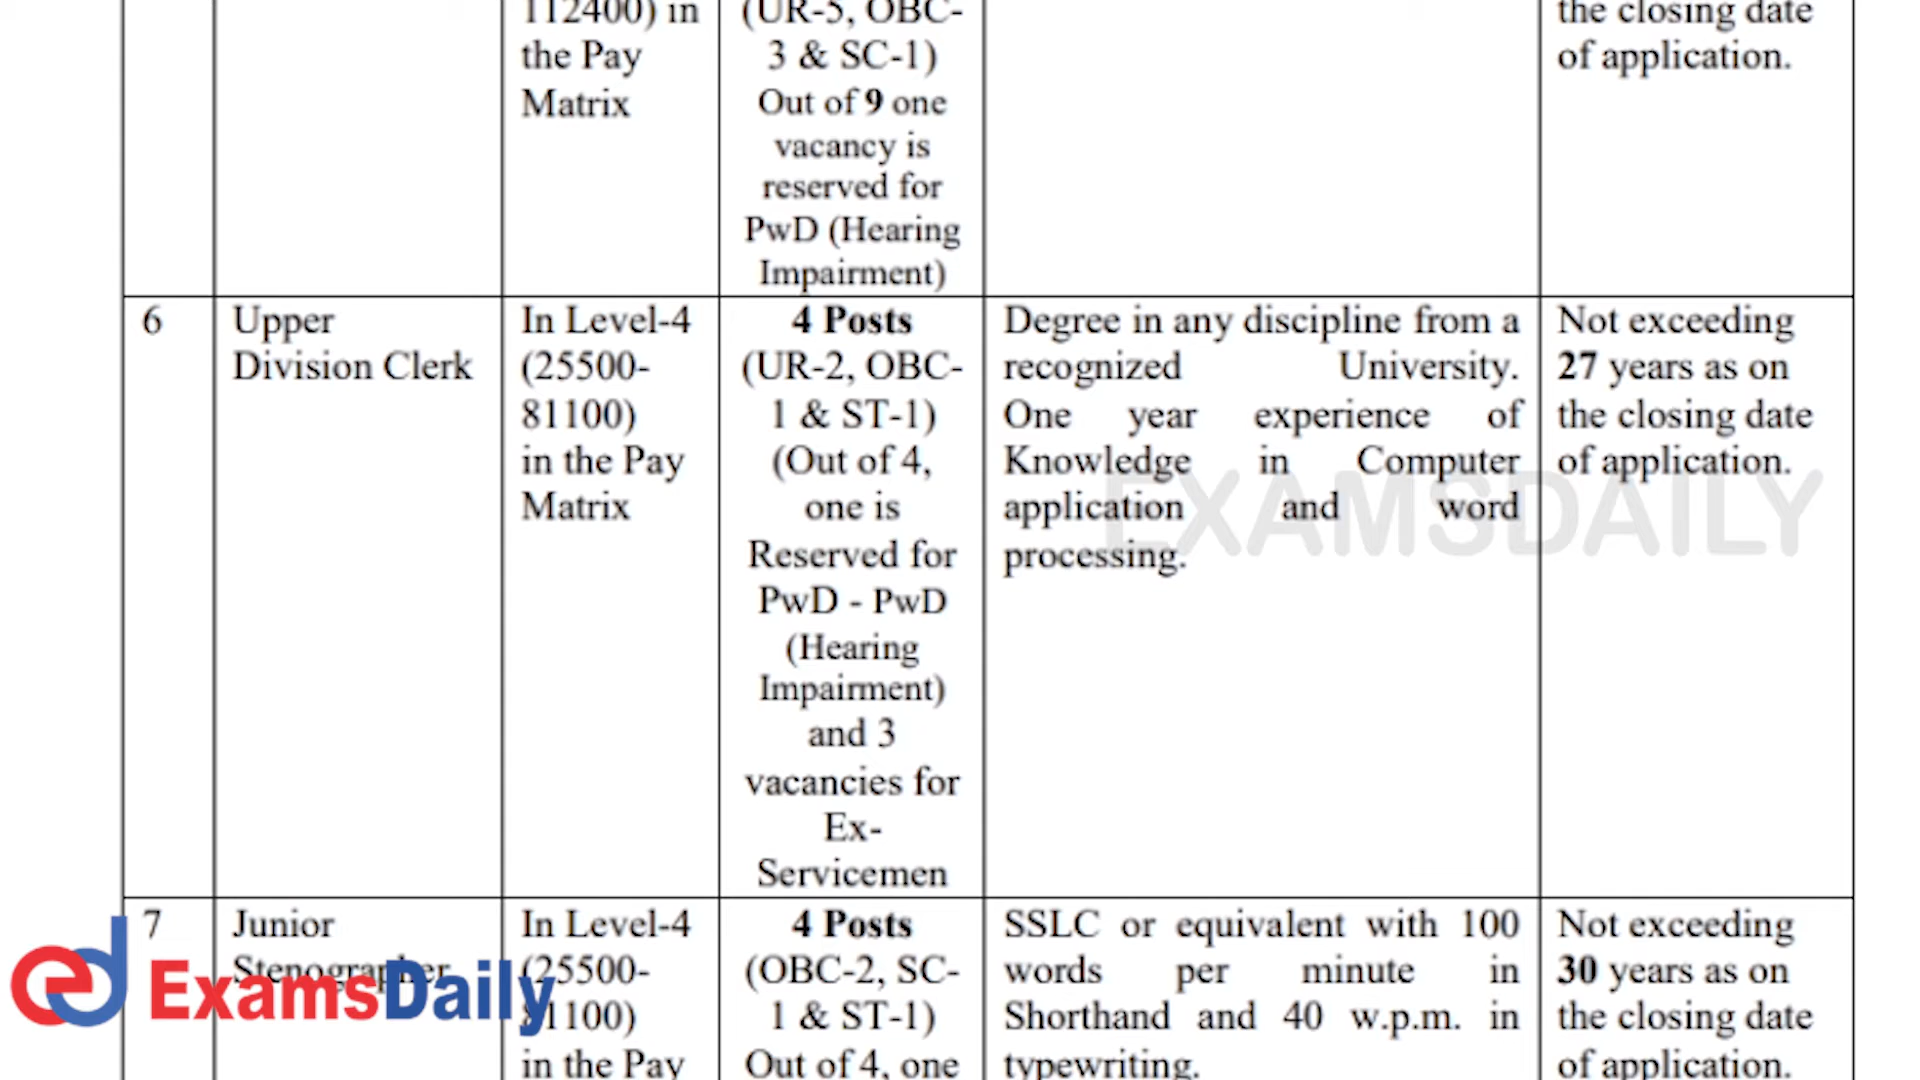 112400) in
the Pay
Matrix
(UR-5, OBC-
3 & SC-1)
Out of 9 one
vacancy is
reserved for
PwD (Hearing
Impairment)
the closing date
of application.
6
Upper
Division Clerk
In Level-4
(25500-
81100)
in the Pay
Matrix
4 Posts
(UR-2, OBC-
1 & ST-1)
(Out of 4,
one is
Reserved for
PwD - PwD
(Hearing
Impairment)
and 3
vacancies for
Ex-
Servicemen
Degree in any discipline from a
recognized University.
One year experience of
Knowledge in Computer
application and word
processing.
Not exceeding
27 years as on
the closing date
of application.
EXAMSDAILY
7
Junior
Stenographer
In Level-4
(25500-
81100)
in the Pay
4 Posts
(OBC-2, SC-
1 & ST-1)
Out of 4, one
SSLC or equivalent with 100
words per minute in
Shorthand and 40 w.p.m. in
typewriting.
Not exceeding
30 years as on
the closing date
of application.
ed ExamsDaily